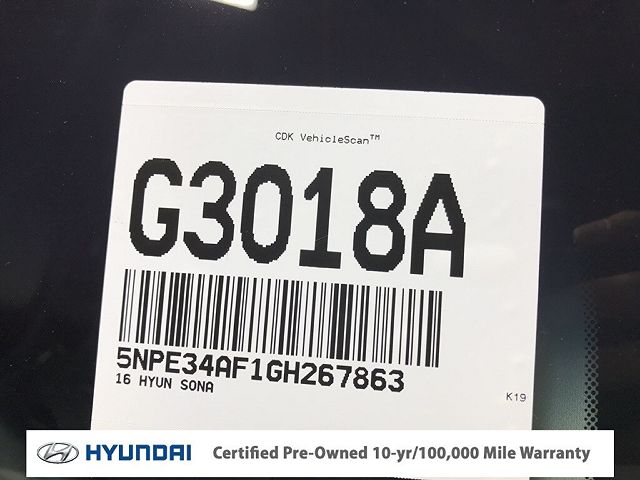 CDK VehicleScan™
G3018A
5NPE34AF1GH267863
16 HYUN SONA
K19
HYUNDAI Certified Pre-Owned 10-yr/100,000 Mile Warranty